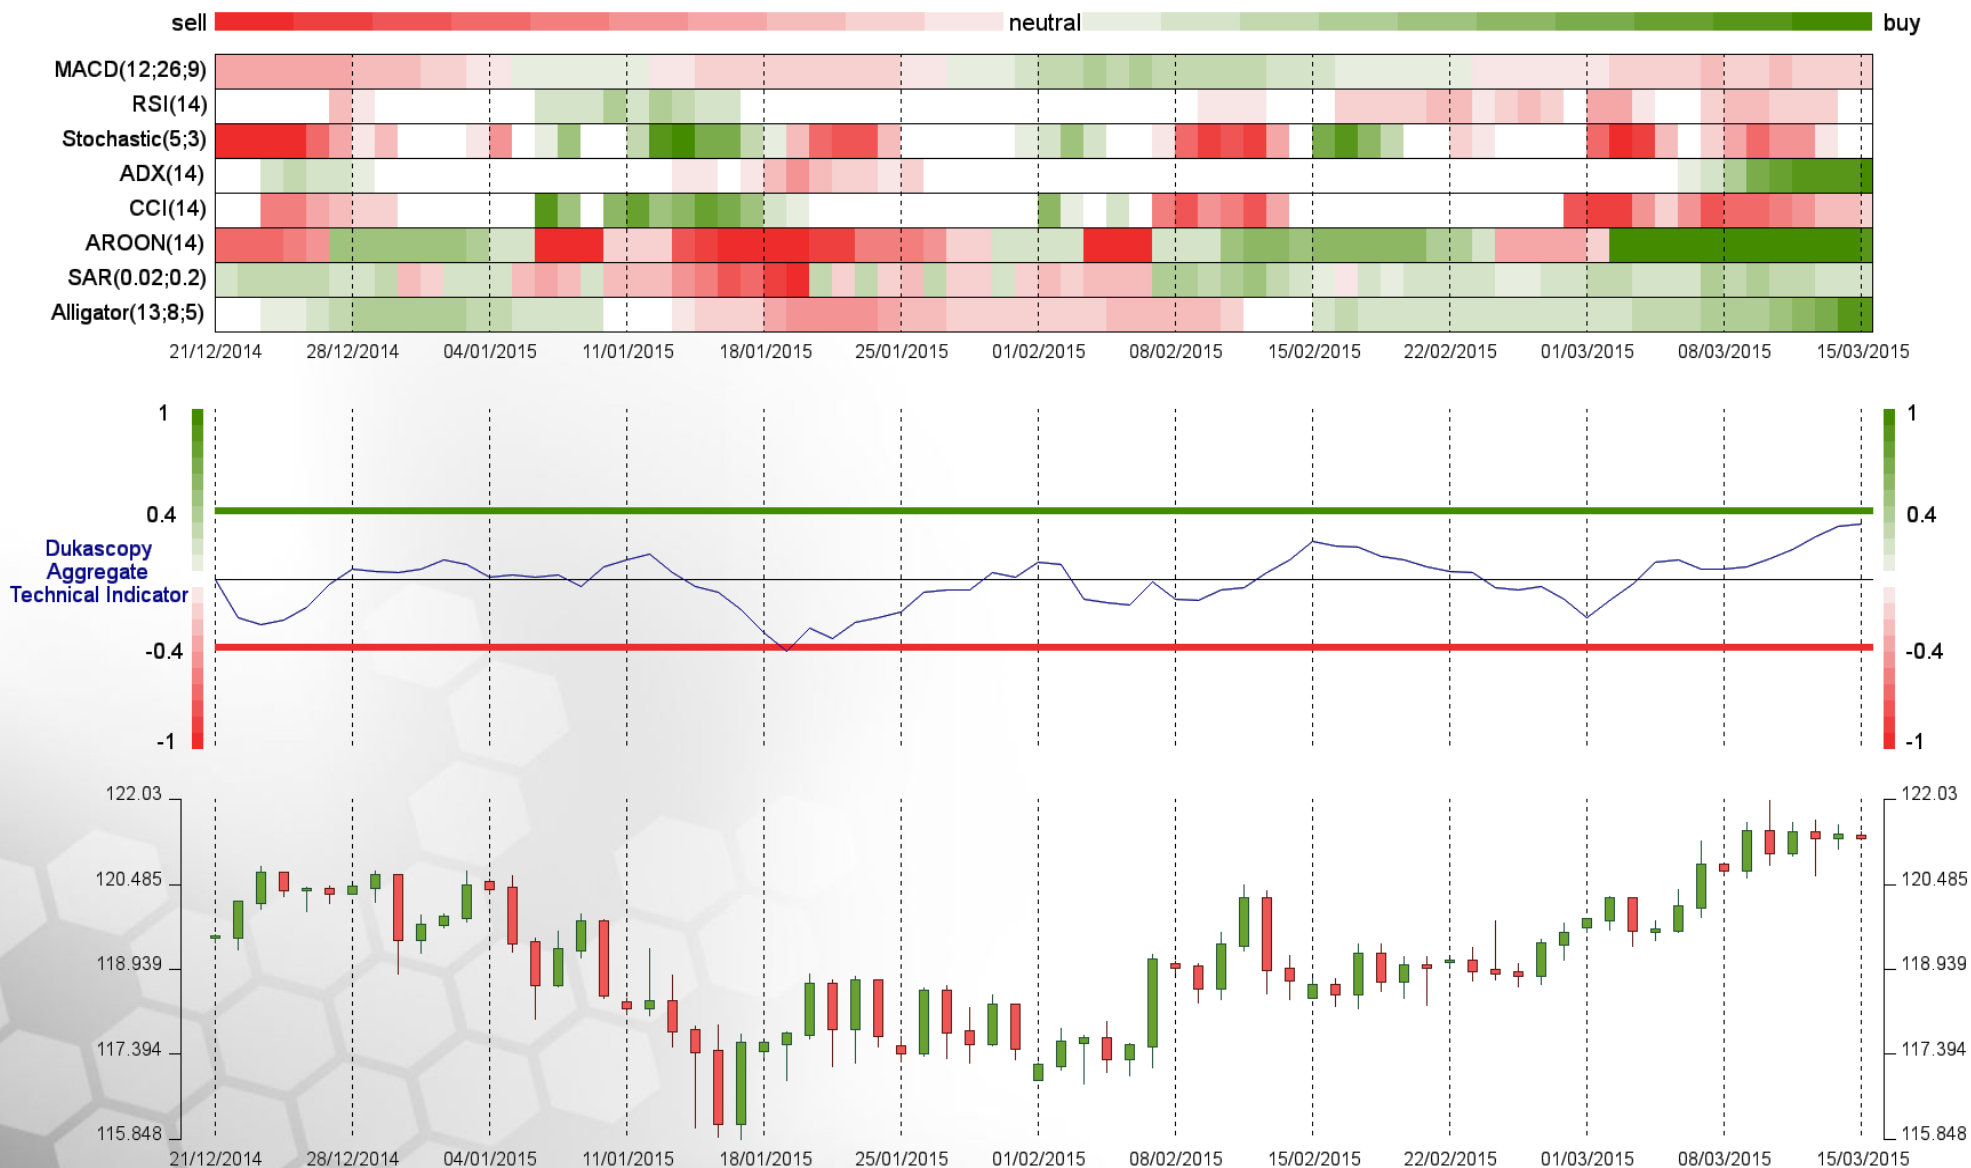 sell neutral buy
MACD(12;26;9)
RSI(14)
Stochastic(5;3)
ADX(14)
CCI(14)
AROON(14)
SAR(0.02;0.2)
Alligator(13;8;5)
21/12/2014 28/12/2014 04/01/2015 11/01/2015 18/01/2015 25/01/2015 01/02/2015 08/02/2015 15/02/2015 22/02/2015 01/03/2015 08/03/2015 15/03/2015
1 1
0.4 0.4
Dukascopy
Aggregate
Technical Indicator
-0.4 -0.4
-1 -1
122.03 122.03
120.485 120.485
118.939 118.939
117.394 117.394
115.848 115.848
21/12/2014 28/12/2014 04/01/2015 11/01/2015 18/01/2015 25/01/2015 01/02/2015 08/02/2015 15/02/2015 22/02/2015 01/03/2015 08/03/2015 15/03/2015